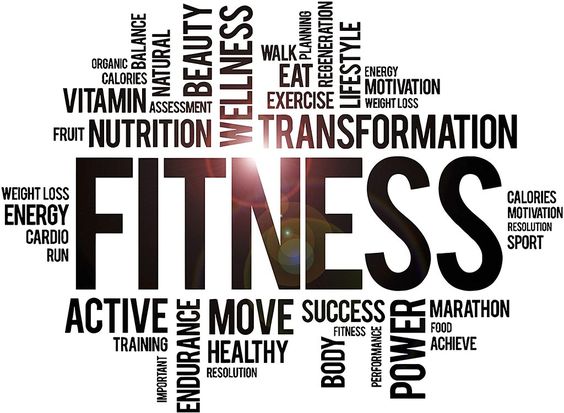 ORGANIC
CALORIES
BALANCE
NATURAL
BEAUTY
WELLNESS
WALK
PLANNING
REGENERATION
LIFESTYLE
EAT
ENERGY
MOTIVATION
WEIGHT LOSS
VITAMIN
ASSESSMENT
EXERCISE
FRUIT
NUTRITION
TRANSFORMATION
FITNESS
WEIGHT LOSS
ENERGY
CARDIO
RUN
CALORIES
MOTIVATION
RESOLUTION
SPORT
ACTIVE
TRAINING
IMPORTANT
ENDURANCE
MOVE
HEALTHY
RESOLUTION
SUCCESS
FITNESS
BODY
PERFORMANCE
POWER
MARATHON
FOOD
ACHIEVE